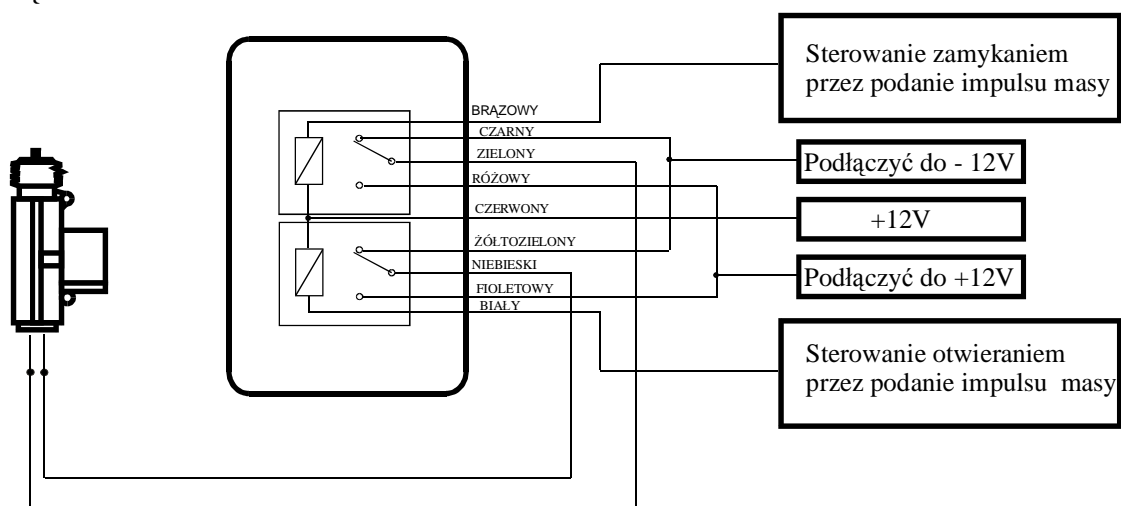 Sterowanie zamykaniem
przez podanie impulsu masy
BRĄZOWY
CZARNY
ZIELONY
Podłączyć do - 12V
RÓŻOWY
CZERWONY
+12V
ŻÓŁTOZIELONY
NIEBIESKI
Podłączyć do +12V
FIOLETOWY
BIAŁY
Sterowanie otwieraniem
przez podanie impulsu masy